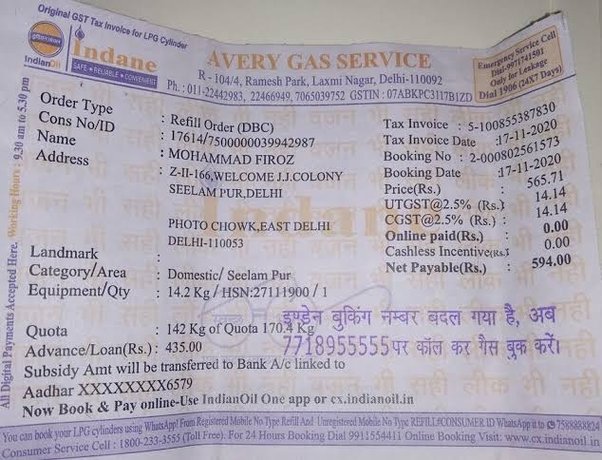 Original GST Tax Invoice for LPG Cylinder
IndianOil
Indane
SAFE • RELIABLE • CONVENIENT
AVERY GAS SERVICE
R - 104/4, Ramesh Park, Laxmi Nagar, Delhi-110092
Ph. : 011-22442983, 22466949, 7065039752 GSTIN : 07ABKPC3117B1ZD
Emergency Service Cell
Dial-9971741501
Only for Leakage
Dial 1906 (24X7 Days)
All Digital Payments Accepted Here. Working Hours : 9.30 am to 5.30 pm
Order Type : Refill Order (DBC)
Cons No/ID : 17614/7500000039942987
Name : MOHAMMAD FIROZ
Address : Z-II-166,WELCOME J.J.COLONY
SEELAM PUR,DELHI
PHOTO CHOWK,EAST DELHI
DELHI-110053
Landmark :
Category/Area : Domestic/ Seelam Pur
Equipment/Qty : 14.2 Kg / HSN:27111900 / 1
Quota : 142 Kg of Quota 170.4 Kg
Advance/Loan(Rs.) : 435.00
Subsidy Amt will be transferred to Bank A/c linked to
Aadhar XXXXXXXX6579
Now Book & Pay online-Use IndianOil One app or cx.indianoil.in
Tax Invoice : 5-100855387830
Tax Invoice Date : 17-11-2020
Booking No : 2-000802561573
Booking Date : 17-11-2020
Price(Rs.) : 565.71
UTGST@2.5% (Rs.) : 14.14
CGST@2.5% (Rs.) : 14.14
Online paid(Rs.) : 0.00
Cashless Incentive(Rs.) : 0.00
Net Payable(Rs.) : 594.00
इण्डेन बुकिंग नम्बर बदल गया है, अब
7718955555 पर कॉल कर गैस बुक करें।
You can book your LPG cylinders using WhatsApp! From Registered Mobile No Type Refill And Unregistered Mobile No Type REFILL#CONSUMER ID WhatsApp it to 7588888824
Consumer Service Cell : 1800-233-3555 (Toll Free). For 24 Hours Booking Dial 9911554411 Online Booking Visit: www.cx.indianoil.in